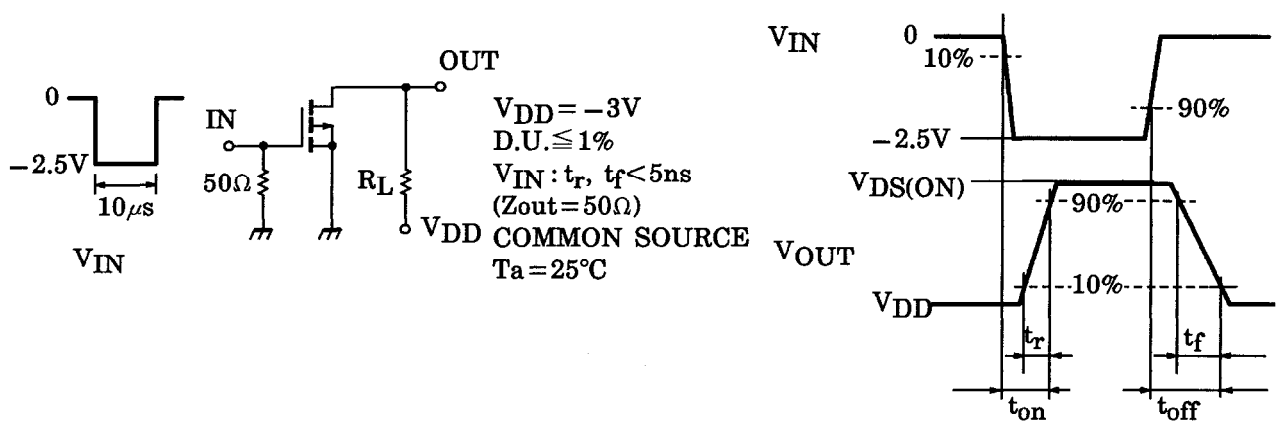 0
−2.5V
10μs
VIN
IN
50Ω
OUT
RL
VDD
VDD = −3V
D.U. ≦ 1%
VIN : tr, tf < 5ns
(Zout = 50Ω)
COMMON SOURCE
Ta = 25°C
VIN
0
10%
90%
−2.5V
VDS(ON)
90%
VOUT
10%
VDD
tr
tf
ton
toff